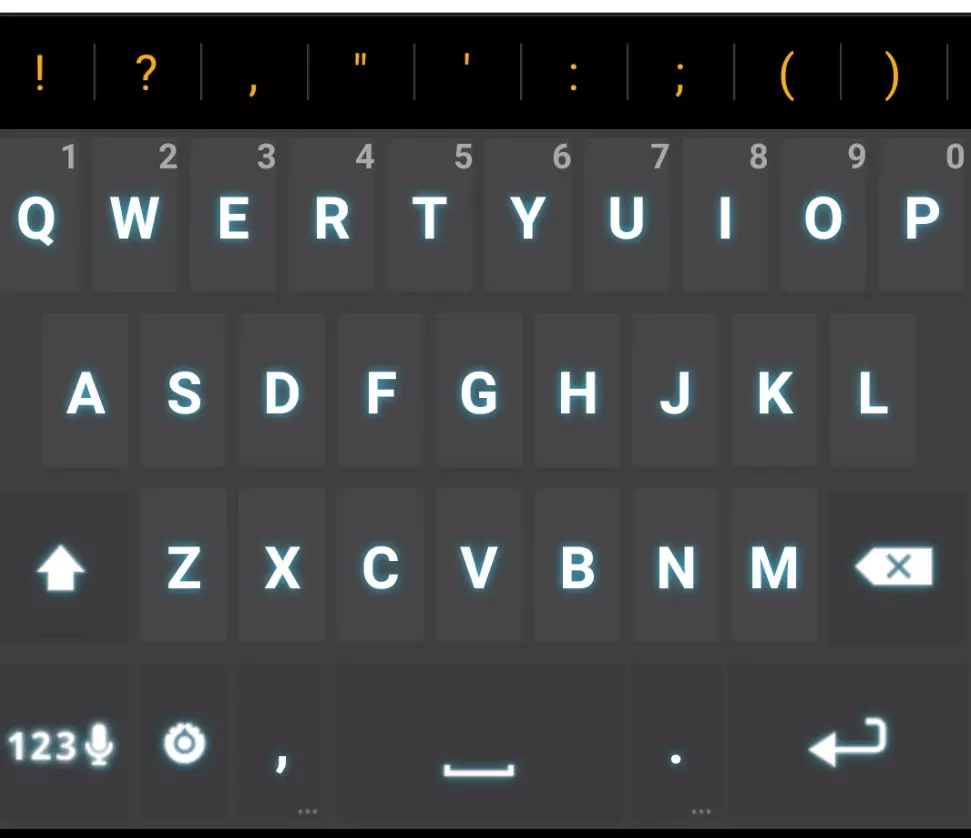 ! ? , " ' : ; ( )
1 2 3 4 5 6 7 8 9 0
Q W E R T Y U I O P
A S D F G H J K L
Z X C V B N M
123 , .